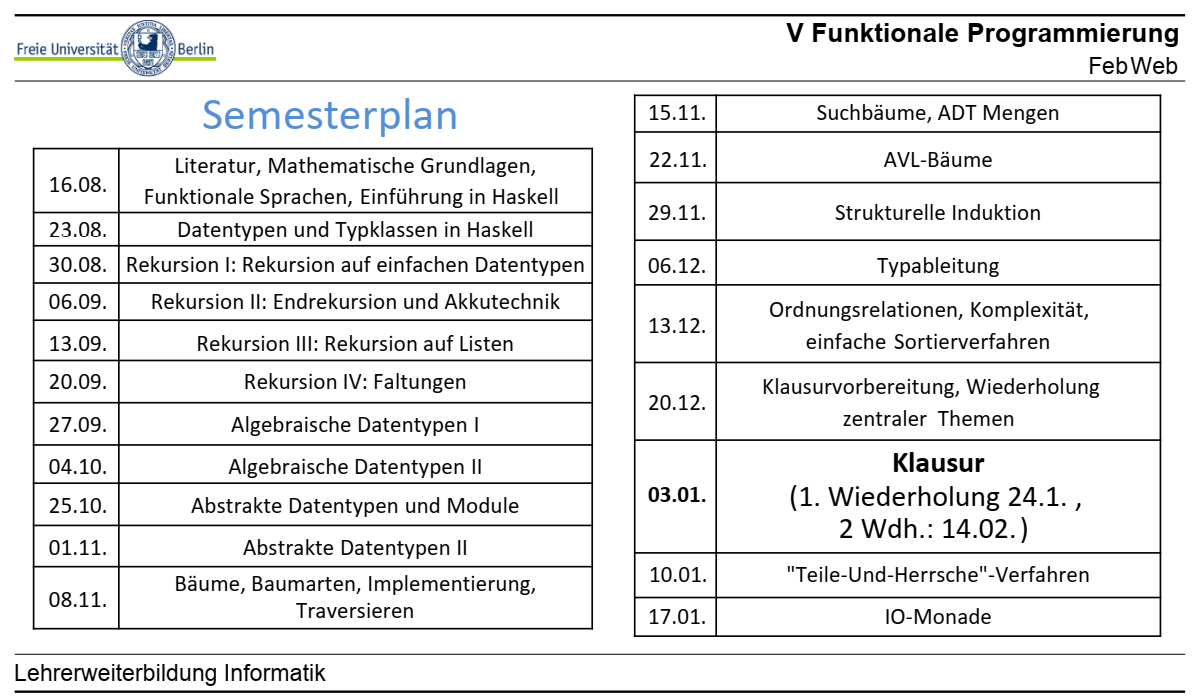 Freie Universität Berlin
V Funktionale Programmierung
FebWeb
Semesterplan
16.08. Literatur, Mathematische Grundlagen,
Funktionale Sprachen, Einführung in Haskell
23.08. Datentypen und Typklassen in Haskell
30.08. Rekursion I: Rekursion auf einfachen Datentypen
06.09. Rekursion II: Endrekursion und Akkutechnik
13.09. Rekursion III: Rekursion auf Listen
20.09. Rekursion IV: Faltungen
27.09. Algebraische Datentypen I
04.10. Algebraische Datentypen II
25.10. Abstrakte Datentypen und Module
01.11. Abstrakte Datentypen II
08.11. Bäume, Baumarten, Implementierung,
Traversieren
15.11. Suchbäume, ADT Mengen
22.11. AVL-Bäume
29.11. Strukturelle Induktion
06.12. Typableitung
13.12. Ordnungsrelationen, Komplexität,
einfache Sortierverfahren
20.12. Klausurvorbereitung, Wiederholung
zentraler Themen
03.01. Klausur
(1. Wiederholung 24.1. ,
2 Wdh.: 14.02.)
10.01. "Teile-Und-Herrsche"-Verfahren
17.01. IO-Monade
Lehrerweiterbildung Informatik